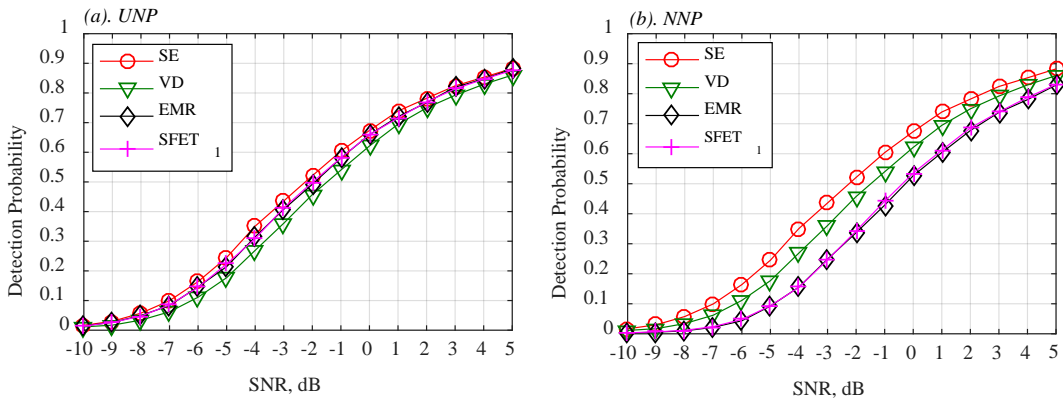 (a). UNP
Detection Probability
1
0.9
0.8
0.7
0.6
0.5
0.4
0.3
0.2
0.1
0
SE
VD
EMR
SFET 1
-10 -9 -8 -7 -6 -5 -4 -3 -2 -1 0 1 2 3 4 5
SNR, dB
(b). NNP
Detection Probability
1
0.9
0.8
0.7
0.6
0.5
0.4
0.3
0.2
0.1
0
SE
VD
EMR
SFET 1
-10 -9 -8 -7 -6 -5 -4 -3 -2 -1 0 1 2 3 4 5
SNR, dB